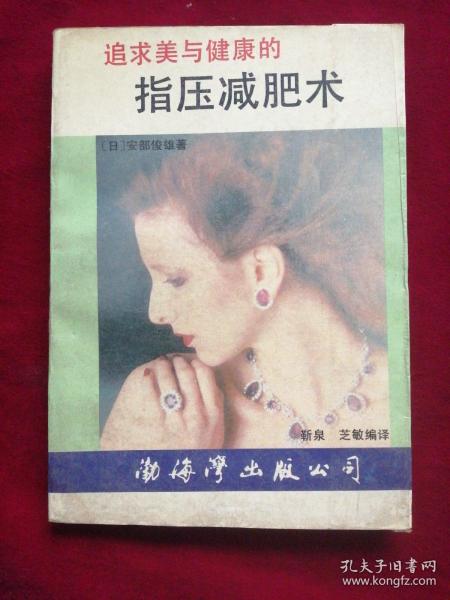 追求美与健康的
指压减肥术
〔日〕安部俊雄著
靳泉 芝敏编译
渤海湾出版公司
孔夫子旧书网
www.kongfz.com